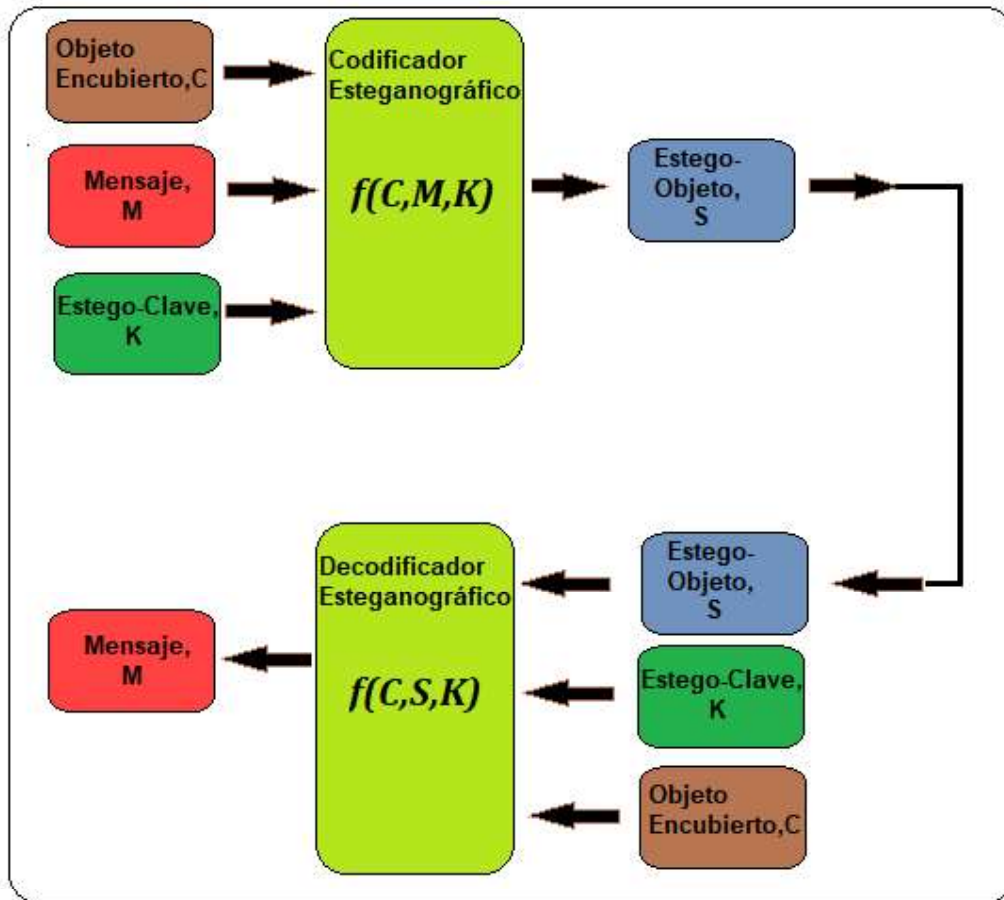 Objeto
Encubierto,C
Codificador
Esteganográfico
Mensaje,
M
f(C,M,K)
Estego-
Objeto,
S
Estego-Clave,
K
Decodificador
Esteganográfico
Estego-
Objeto,
S
Mensaje,
M
f(C,S,K)
Estego-Clave,
K
Objeto
Encubierto,C